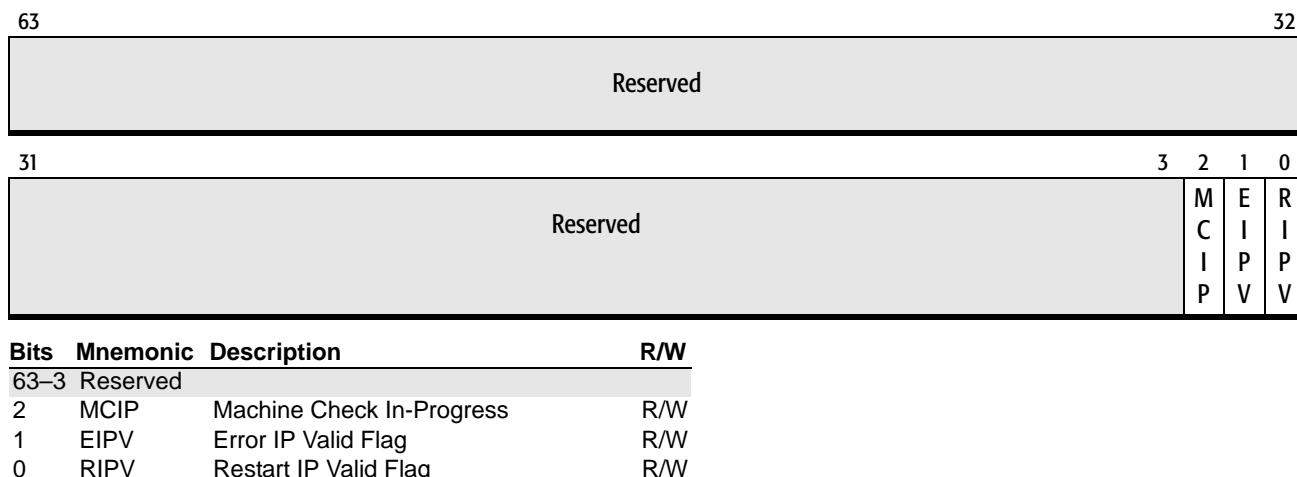 63 32
Reserved
31 3 2 1 0
Reserved
M E R
C I I
I P P
P V V
Bits Mnemonic Description R/W
63–3 Reserved
2 MCIP Machine Check In-Progress R/W
1 EIPV Error IP Valid Flag R/W
0 RIPV Restart IP Valid Flag R/W